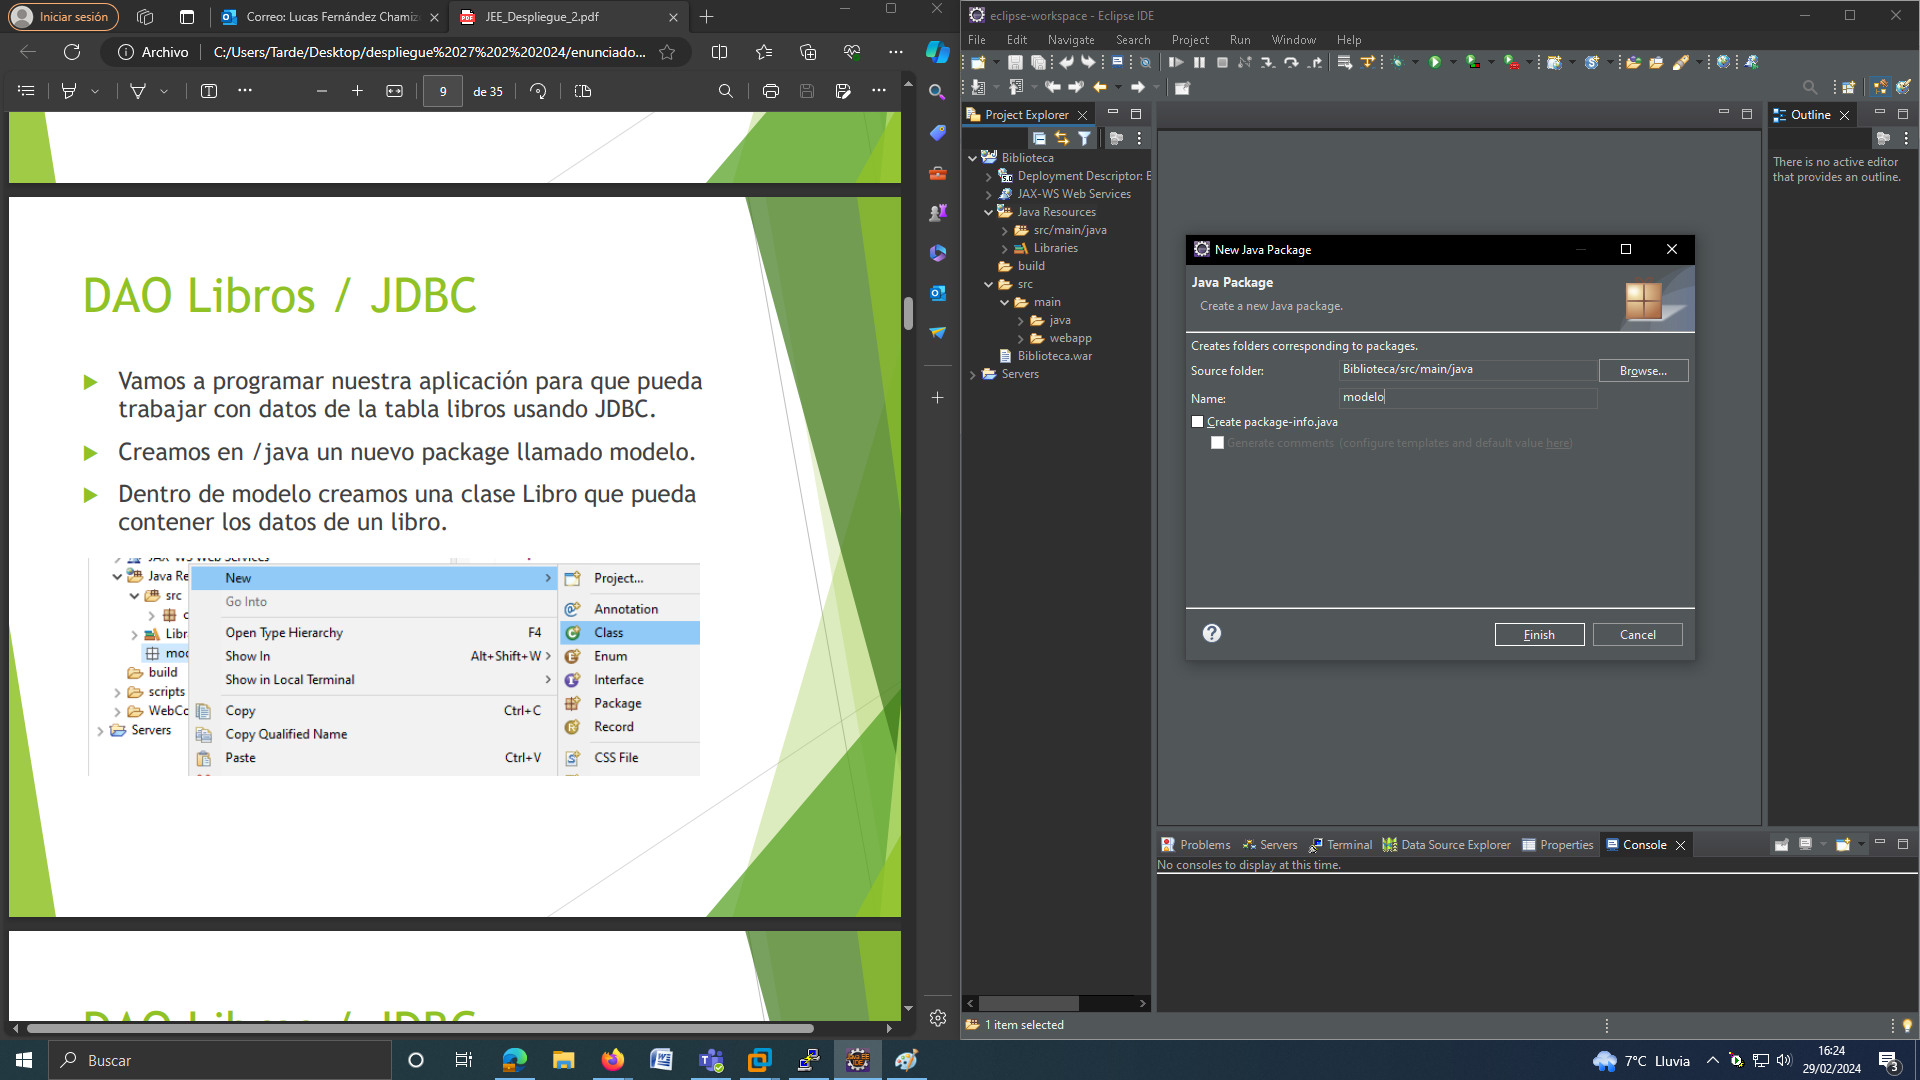 Iniciar sesión
Correo: Lucas Fernández Chamiz
JEE_Despliegue_2.pdf
Archivo
C:/Users/Tarde/Desktop/despliegue%2027%202%202024/enunciado...
9
de 35
DAO Libros / JDBC
Vamos a programar nuestra aplicación para que pueda
trabajar con datos de la tabla libros usando JDBC.
Creamos en /java un nuevo package llamado modelo.
Dentro de modelo creamos una clase Libro que pueda
contener los datos de un libro.
JAX-WS Web Services
Java Re
src
c
Libr
mod
build
scripts
WebCo
Servers
New
Go Into
Open Type Hierarchy F4
Show In Alt+Shift+W
Show in Local Terminal
Copy Ctrl+C
Copy Qualified Name
Paste Ctrl+V
Project...
Annotation
Class
Enum
Interface
Package
Record
CSS File
DAO Libros / JDBC
eclipse-workspace - Eclipse IDE
File Edit Navigate Search Project Run Window Help
Project Explorer
Biblioteca
Deployment Descriptor: E
JAX-WS Web Services
Java Resources
src/main/java
Libraries
build
src
main
java
webapp
Biblioteca.war
Servers
Outline
There is no active editor
that provides an outline.
New Java Package
Java Package
Create a new Java package.
Creates folders corresponding to packages.
Source folder: Biblioteca/src/main/java Browse...
Name: modelo
Create package-info.java
Generate comments (configure templates and default value here)
Finish Cancel
Problems Servers Terminal Data Source Explorer Properties Console
No consoles to display at this time.
1 item selected
Buscar
7°C Lluvia
16:24
29/02/2024
3